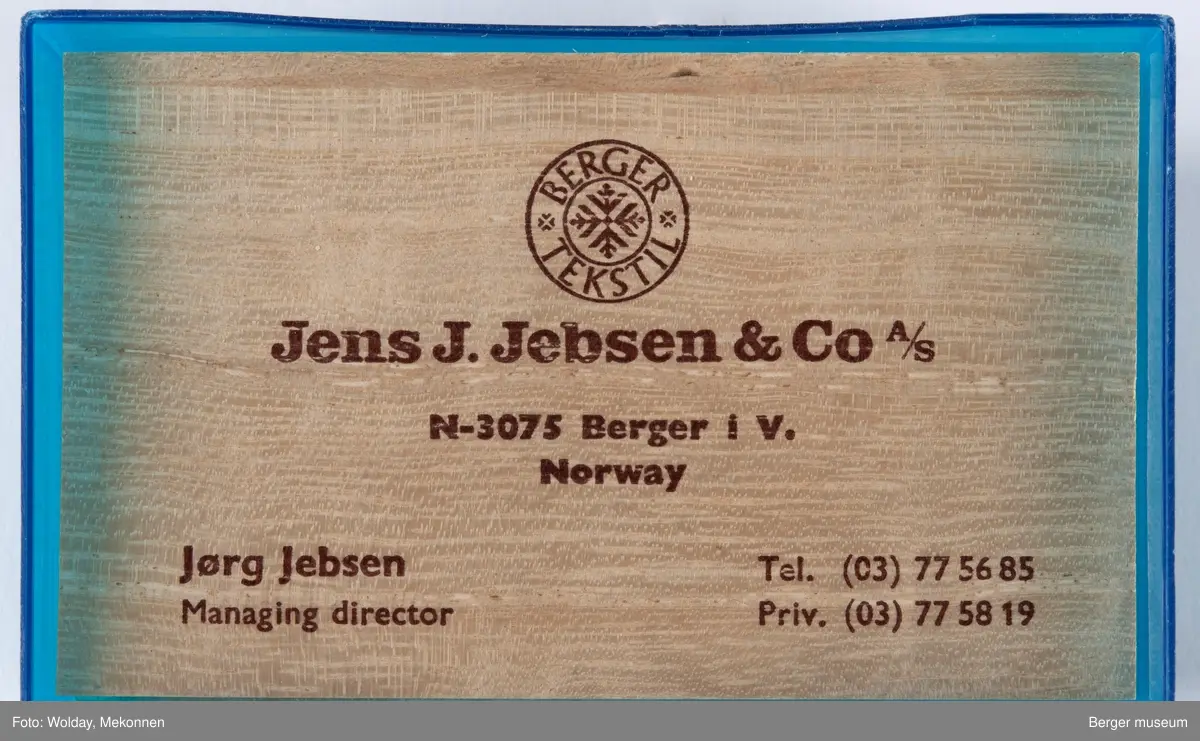 BERGER
TEKSTIL
Jens J. Jebsen & Co A/s
N-3075 Berger i V.
Norway
Jørg Jebsen
Managing director
Tel. (03) 77 56 85
Priv. (03) 77 58 19
Foto: Wolday, Mekonnen
Berger museum